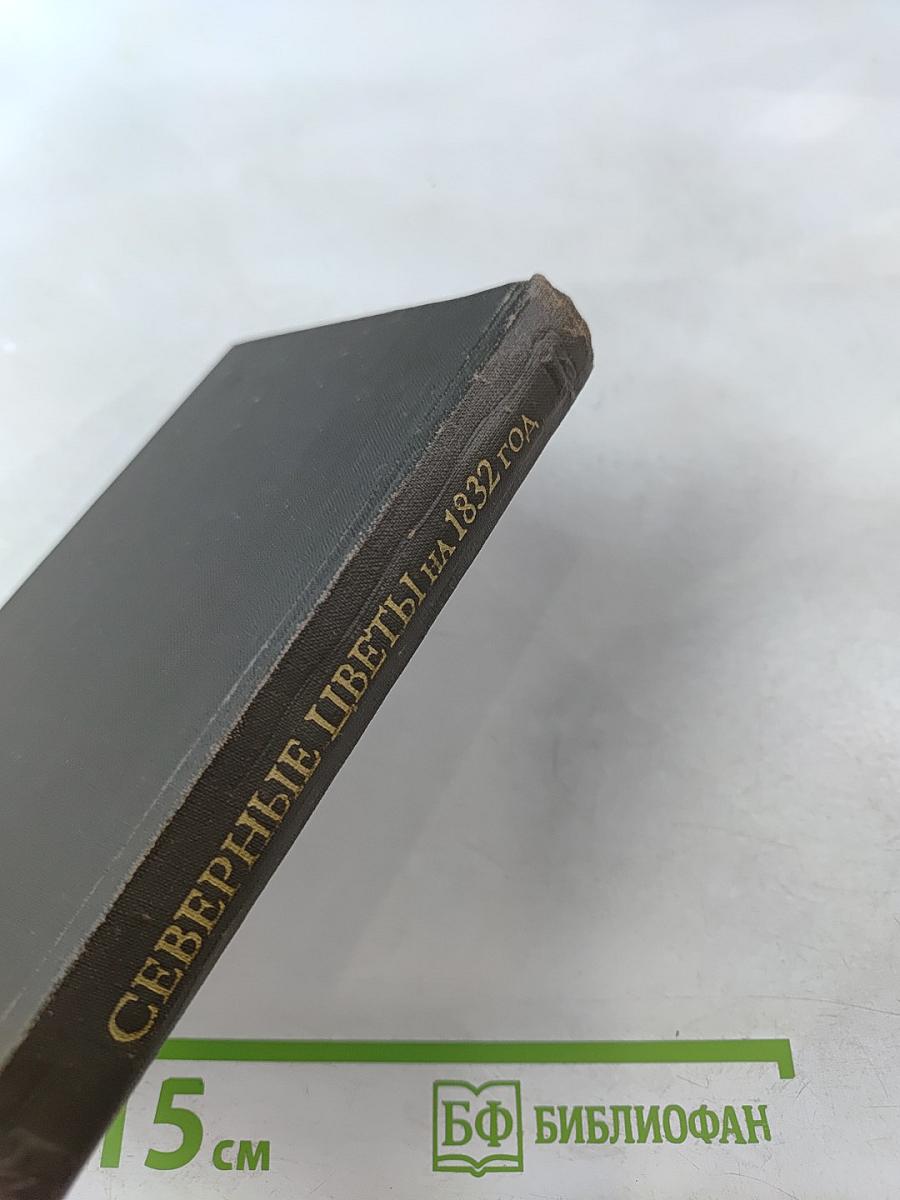 СЕВЕРНЫЕ ЦВЕТЫ НА 1832 ГОД
15 см
БФ БИБЛИОФАН